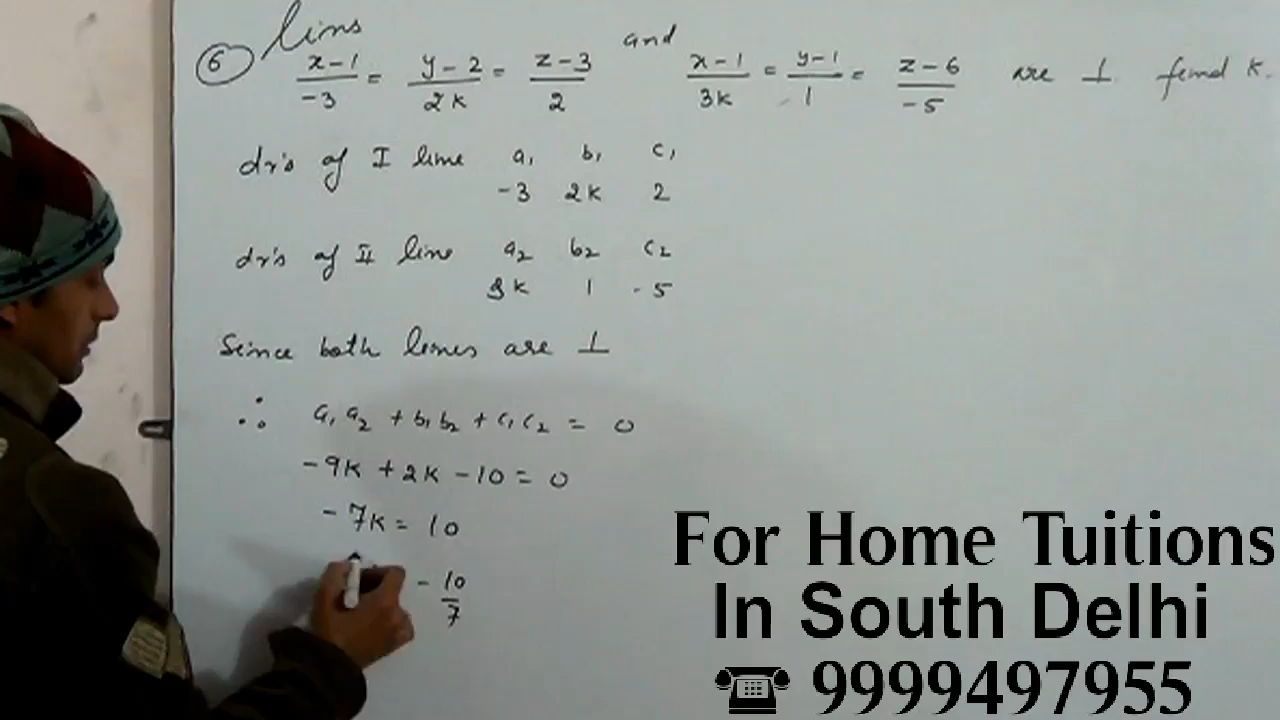 6 lins
x-1/-3 = y-2/2k = z-3/2 and x-1/3k = y-1/1 = z-6/-5 are ⊥ find k.
dr's of I line a₁ b₁ c₁
-3 2k 2
dr's of II line a₂ b₂ c₂
3k 1 -5
Since both lines are ⊥
∴ a₁a₂ + b₁b₂ + c₁c₂ = 0
-9k + 2k - 10 = 0
-7k = 10
-10/7
For Home Tuitions
In South Delhi
☎ 9999497955